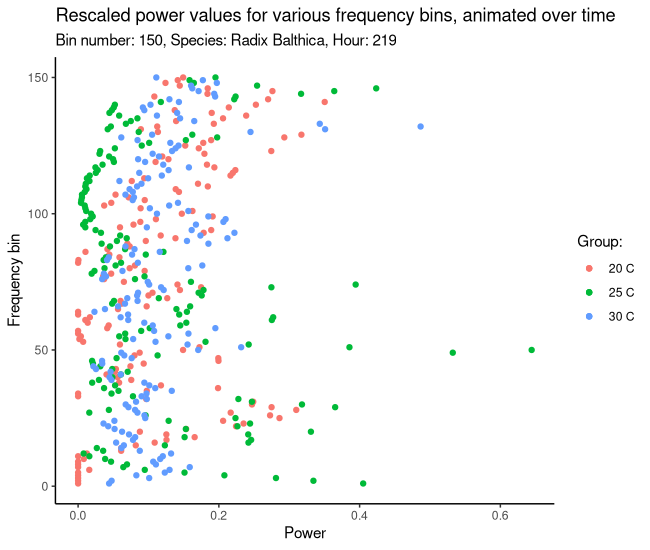 Rescaled power values for various frequency bins, animated over time
Bin number: 150, Species: Radix Balthica, Hour: 219
150
100
50
0
Frequency bin
0.0 0.2 0.4 0.6
Power
Group:
20 C
25 C
30 C